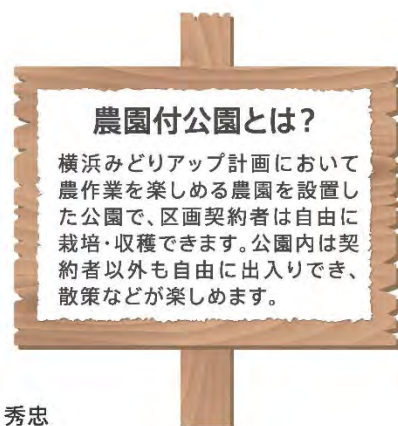 農園付公園とは?
横浜みどりアップ計画において
農作業を楽しめる農園を設置し
た公園で、区画契約者は自由に
栽培・収穫できます。公園内は契
約者以外も自由に出入りでき、
散策などが楽しめます。
秀忠